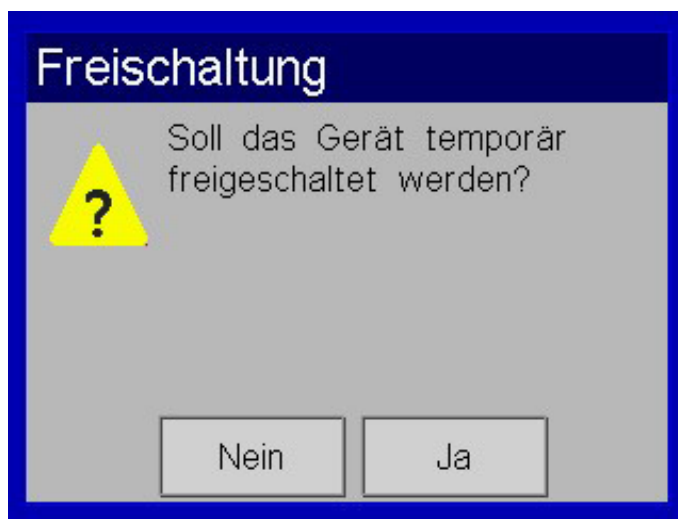 Freischaltung
Soll das Gerät temporär
freigeschaltet werden?
?
Nein
Ja